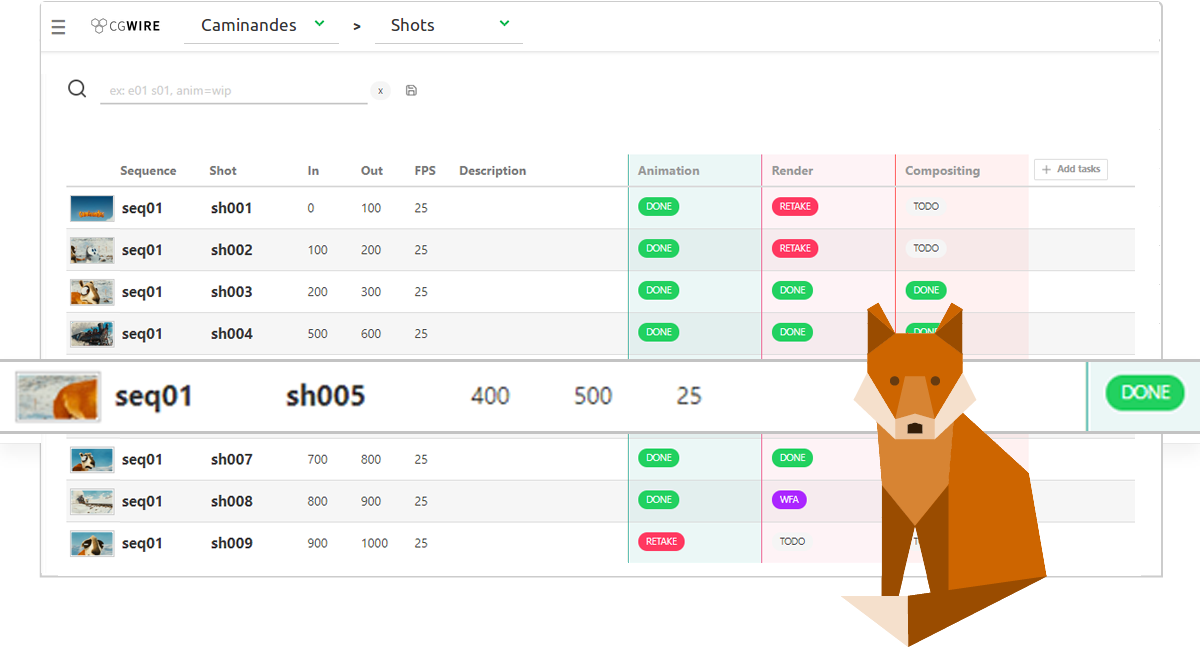 CGWIRE Caminandes > Shots
ex: e01 s01, anim=wip x
Sequence Shot In Out FPS Description Animation Render Compositing + Add tasks
seq01 sh001 0 100 25 DONE RETAKE TODO
seq01 sh002 100 200 25 DONE RETAKE TODO
seq01 sh003 200 300 25 DONE DONE DONE
seq01 sh004 500 600 25 DONE DONE
seq01 sh005 400 500 25 DONE
seq01 sh007 700 800 25 DONE DONE
seq01 sh008 800 900 25 DONE WFA
seq01 sh009 900 1000 25 RETAKE TODO